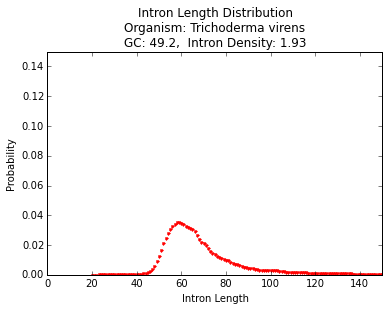 Intron Length Distribution
Organism: Trichoderma virens
GC: 49.2,  Intron Density: 1.93
0.14
0.12
0.10
0.08
0.06
0.04
0.02
0.00
Probability
0 20 40 60 80 100 120 140
Intron Length